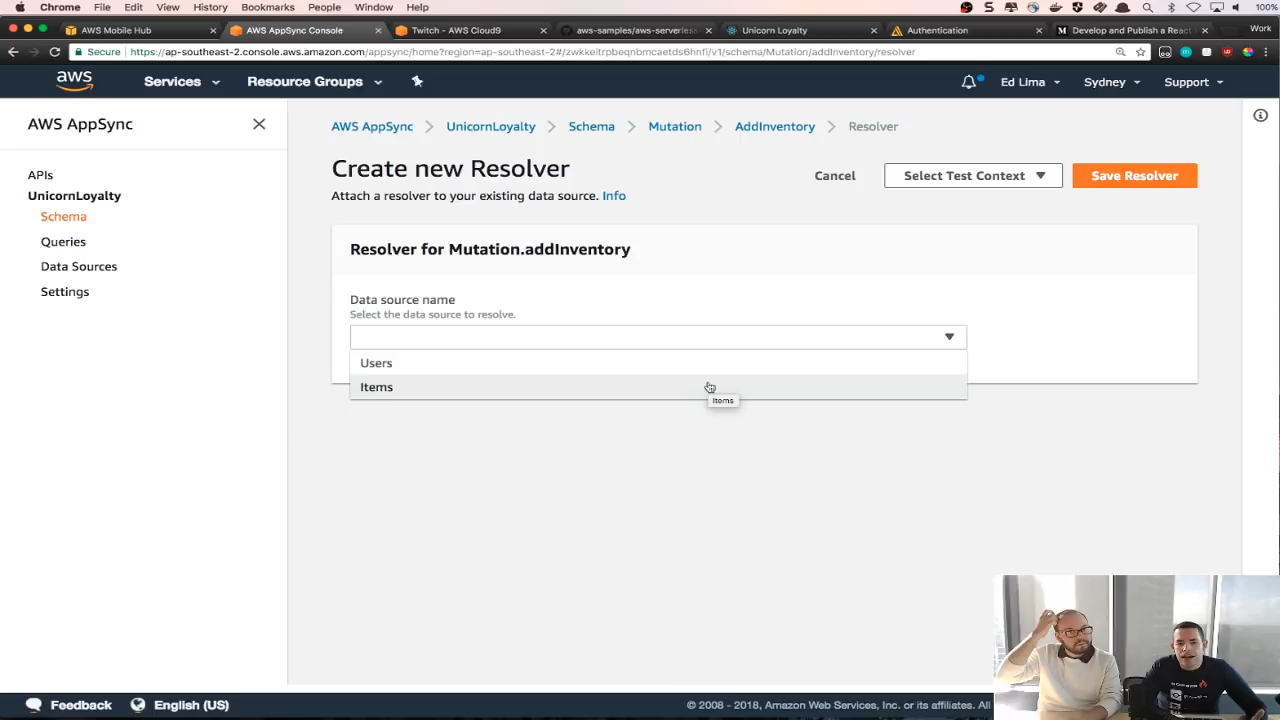 Chrome File Edit View History Bookmarks People Window Help 100%
AWS Mobile Hub AWS AppSync Console Twitch - AWS Cloud9 aws-samples/aws-serverless Unicorn Loyalty Authentication Develop and Publish a React Work
Secure https://ap-southeast-2.console.aws.amazon.com/appsync/home?region=ap-southeast-2#/zwkkeitrpbeqnbmcaetds6hnfi/v1/schema/Mutation/addInventory/resolver
aws Services Resource Groups Ed Lima Sydney Support
AWS AppSync
APIs
UnicornLoyalty
Schema
Queries
Data Sources
Settings
AWS AppSync UnicornLoyalty Schema Mutation AddInventory Resolver
Create new Resolver
Cancel Select Test Context Save Resolver
Attach a resolver to your existing data source. Info
Resolver for Mutation.addInventory
Data source name
Select the data source to resolve.
Users
Items
Items
Feedback English (US) © 2008 - 2018, Amazon Web Services, Inc. or its affiliates. All